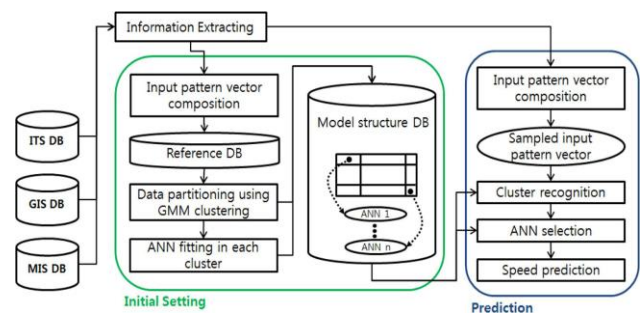 Information Extracting
ITS DB
GIS DB
MIS DB
Input pattern vector
composition
Reference DB
Data partitioning using
GMM clustering
ANN fitting in each
cluster
Model structure DB
ANN 1
ANN n
Initial Setting
Input pattern vector
composition
Sampled input
pattern vector
Cluster recognition
ANN selection
Speed prediction
Prediction